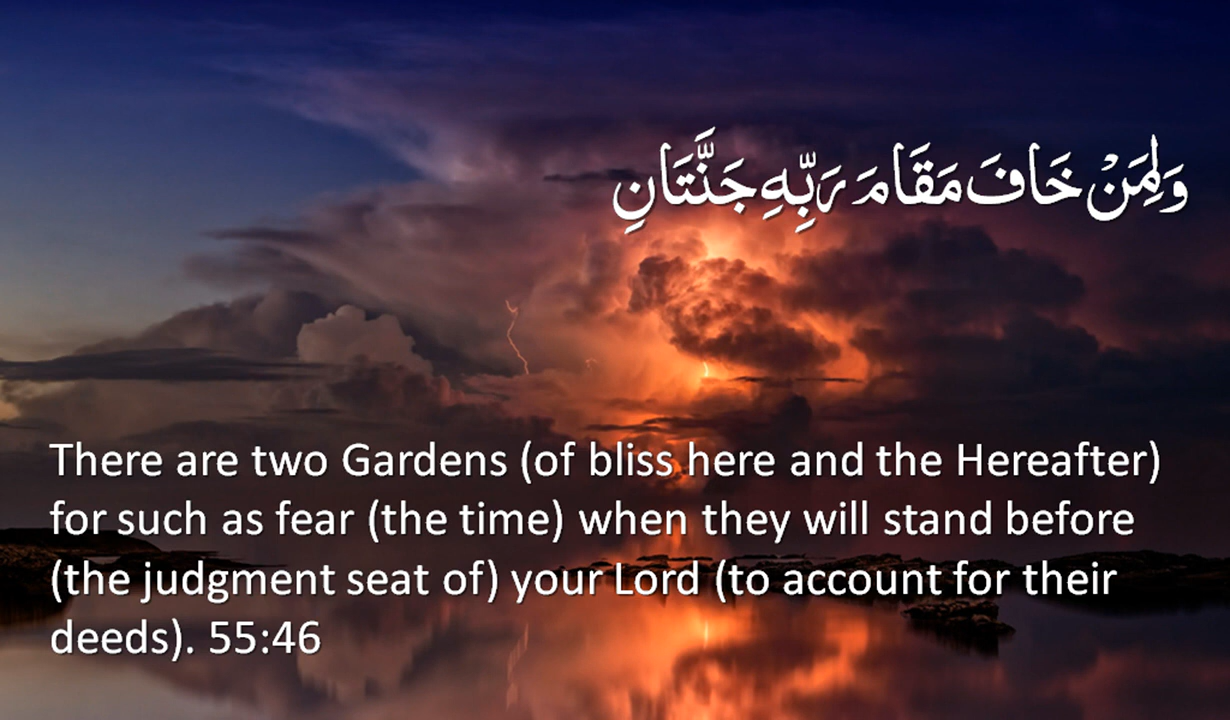 وَلِمَنْ خَافَ مَقَامَ رَبِّهِ جَنَّتَانِ
There are two Gardens (of bliss here and the Hereafter)
for such as fear (the time) when they will stand before
(the judgment seat of) your Lord (to account for their
deeds). 55:46